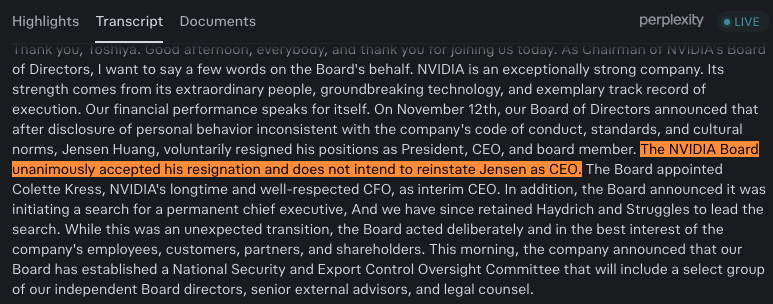 Highlights Transcript Documents perplexity LIVE
Thank you, Toshiya. Good afternoon, everybody, and thank you for joining us today. As Chairman of NVIDIA's Board
of Directors, I want to say a few words on the Board's behalf. NVIDIA is an exceptionally strong company. Its
strength comes from its extraordinary people, groundbreaking technology, and exemplary track record of
execution. Our financial performance speaks for itself. On November 12th, our Board of Directors announced that
after disclosure of personal behavior inconsistent with the company's code of conduct, standards, and cultural
norms, Jensen Huang, voluntarily resigned his positions as President, CEO, and board member. The NVIDIA Board
unanimously accepted his resignation and does not intend to reinstate Jensen as CEO. The Board appointed
Colette Kress, NVIDIA's longtime and well-respected CFO, as interim CEO. In addition, the Board announced it was
initiating a search for a permanent chief executive, And we have since retained Haydrich and Struggles to lead the
search. While this was an unexpected transition, the Board acted deliberately and in the best interest of the
company's employees, customers, partners, and shareholders. This morning, the company announced that our
Board has established a National Security and Export Control Oversight Committee that will include a select group
of our independent Board directors, senior external advisors, and legal counsel.